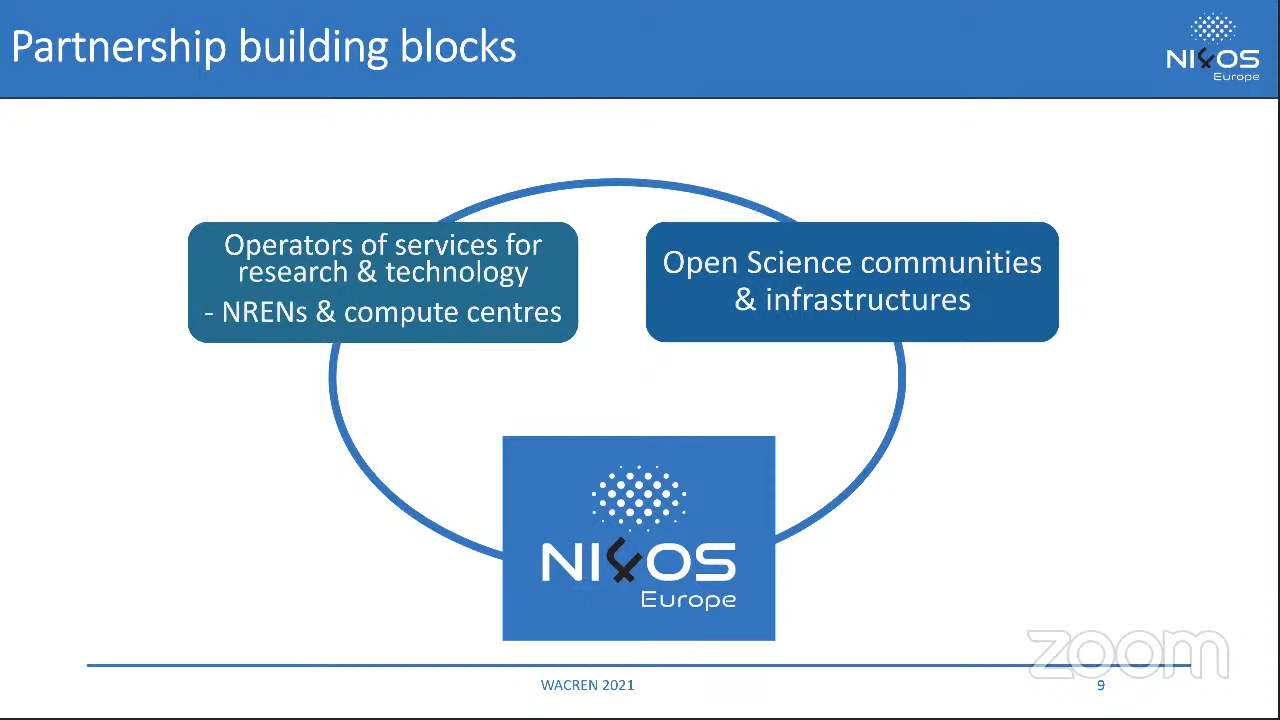 Partnership building blocks
NI4OS
Europe
Operators of services for
research & technology
- NRENs & compute centres
Open Science communities
& infrastructures
NI4OS
Europe
zoom
WACREN 2021
9